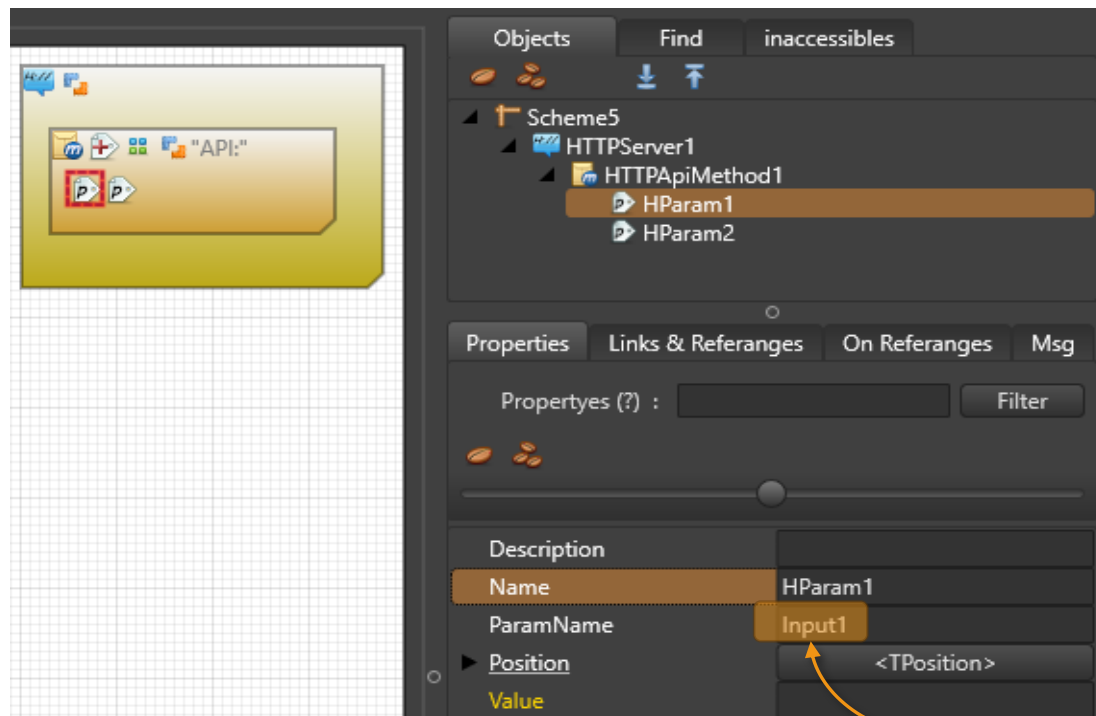 Objects Find inaccessibles
"API:"
Scheme5
HTTPServer1
HTTPApiMethod1
HParam1
HParam2
Properties Links & Referanges On Referanges Msg
Propertyes (?) : Filter
Description
Name HParam1
ParamName Input1
Position <TPosition>
Value